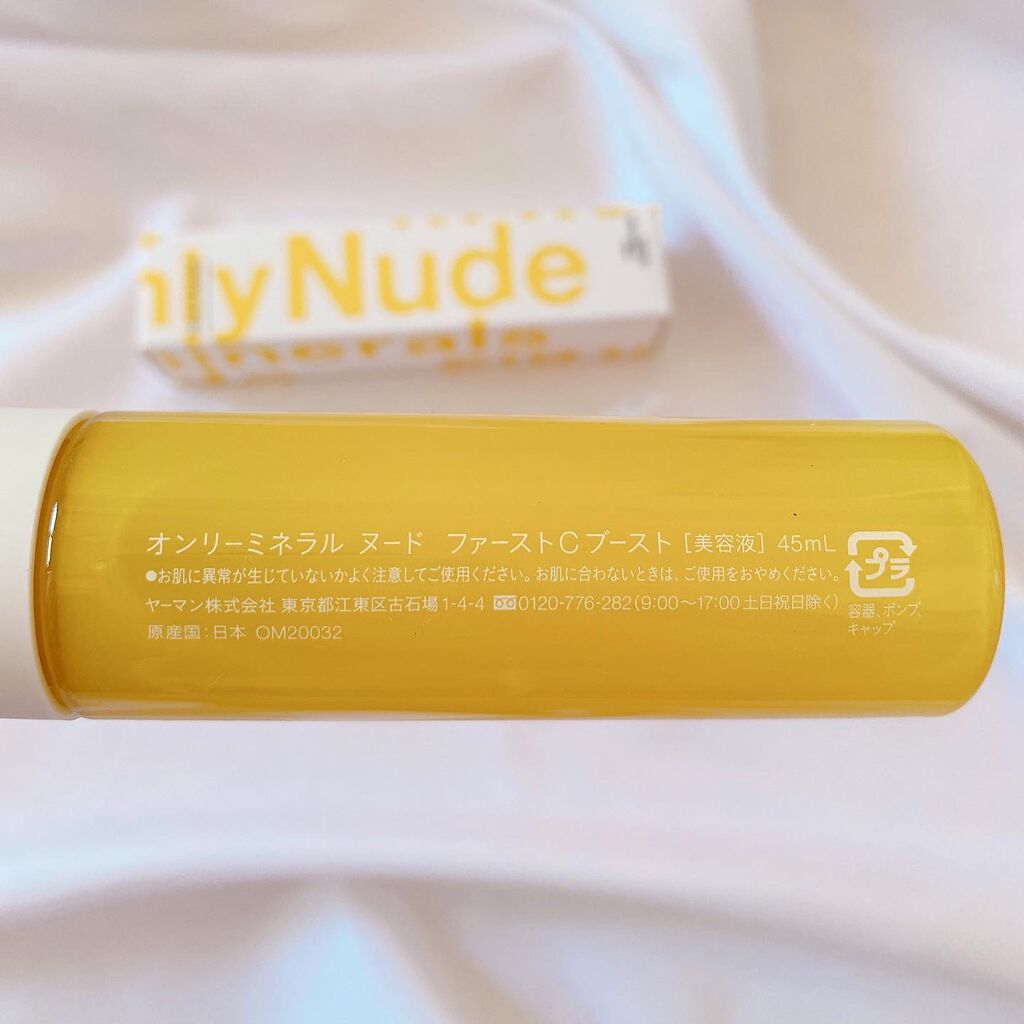 nlyNude
minerals
オンリーミネラル ヌード ファーストCブースト［美容液］45mL
●お肌に異常が生じていないかよく注意してご使用ください。お肌に合わないときは、ご使用をおやめください。
ヤーマン株式会社 東京都江東区古石場1-4-4 0120-776-282（9:00〜17:00土日祝日除く）
原産国：日本 OM20032
プラ
容器、ポンプ、
キャップ